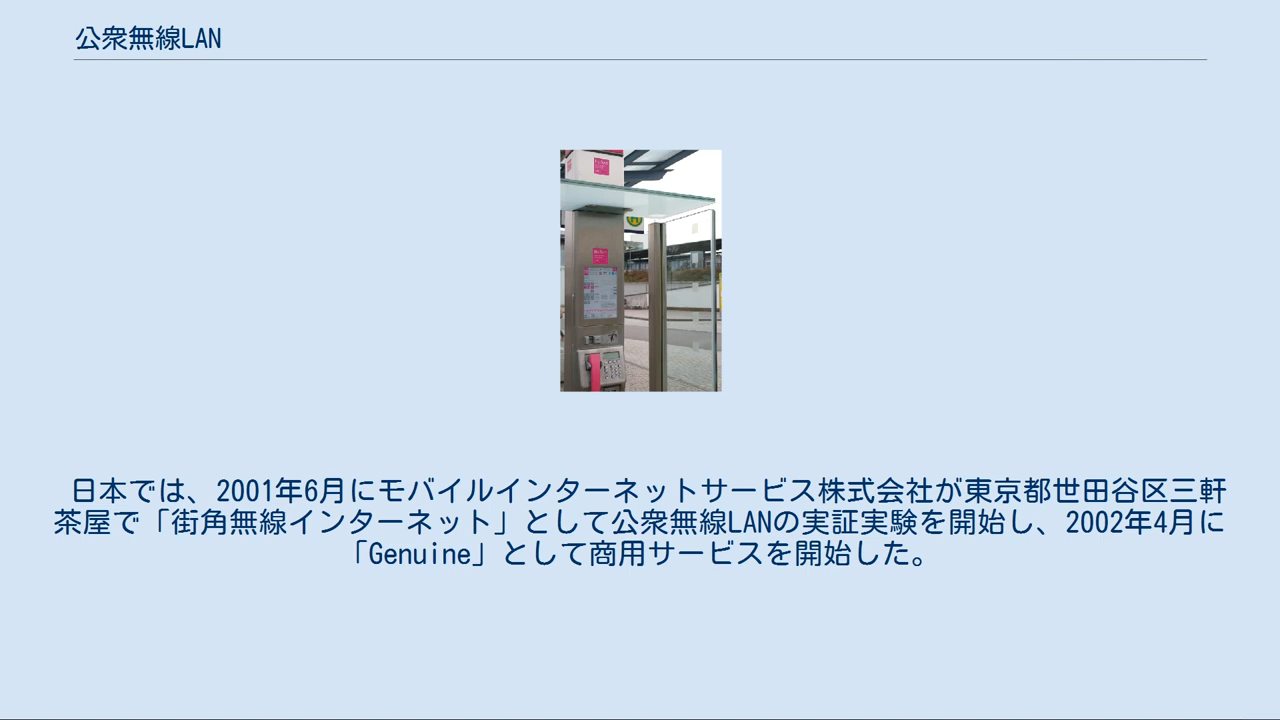 公衆無線LAN
日本では、2001年6月にモバイルインターネットサービス株式会社が東京都世田谷区三軒
茶屋で「街角無線インターネット」として公衆無線LANの実証実験を開始し、2002年4月に
「Genuine」として商用サービスを開始した。